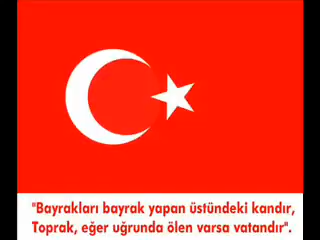 "Bayrakları bayrak yapan üstündeki kandır,
Toprak, eğer uğrunda ölen varsa vatandır".